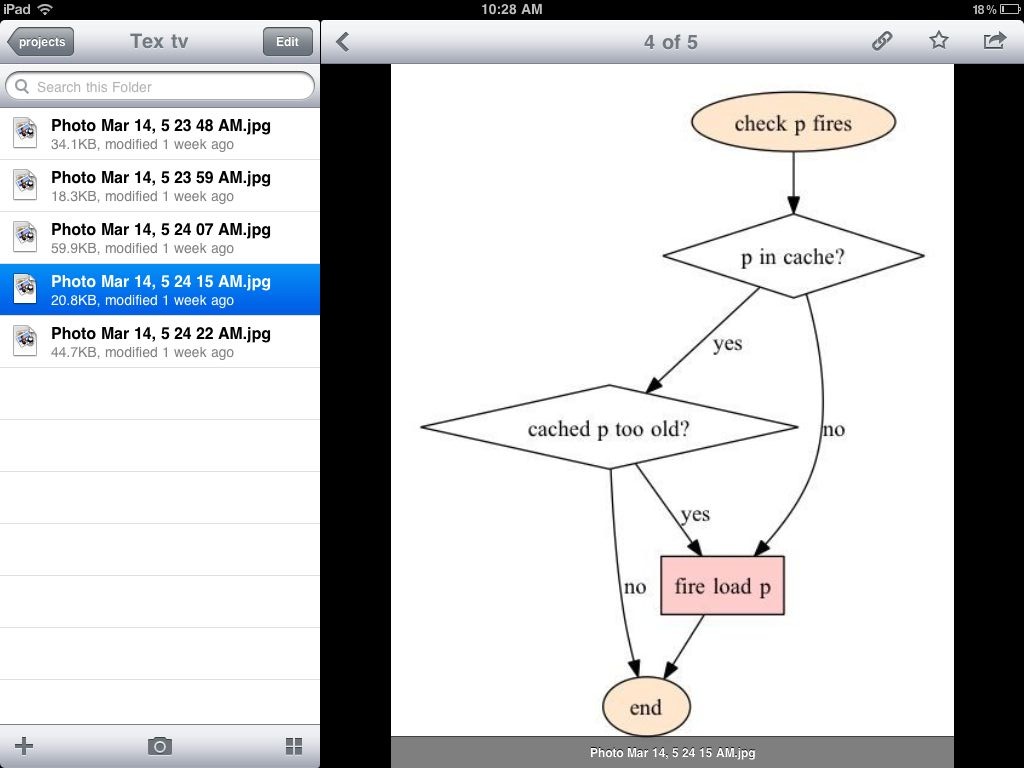 iPad
10:28 AM
18%
projects
Tex tv
Edit
4 of 5
Search this Folder
Photo Mar 14, 5 23 48 AM.jpg
34.1KB, modified 1 week ago
Photo Mar 14, 5 23 59 AM.jpg
18.3KB, modified 1 week ago
Photo Mar 14, 5 24 07 AM.jpg
59.9KB, modified 1 week ago
Photo Mar 14, 5 24 15 AM.jpg
20.8KB, modified 1 week ago
Photo Mar 14, 5 24 22 AM.jpg
44.7KB, modified 1 week ago
check p fires
p in cache?
yes
cached p too old?
no
yes
no
fire load p
end
Photo Mar 14, 5 24 15 AM.jpg